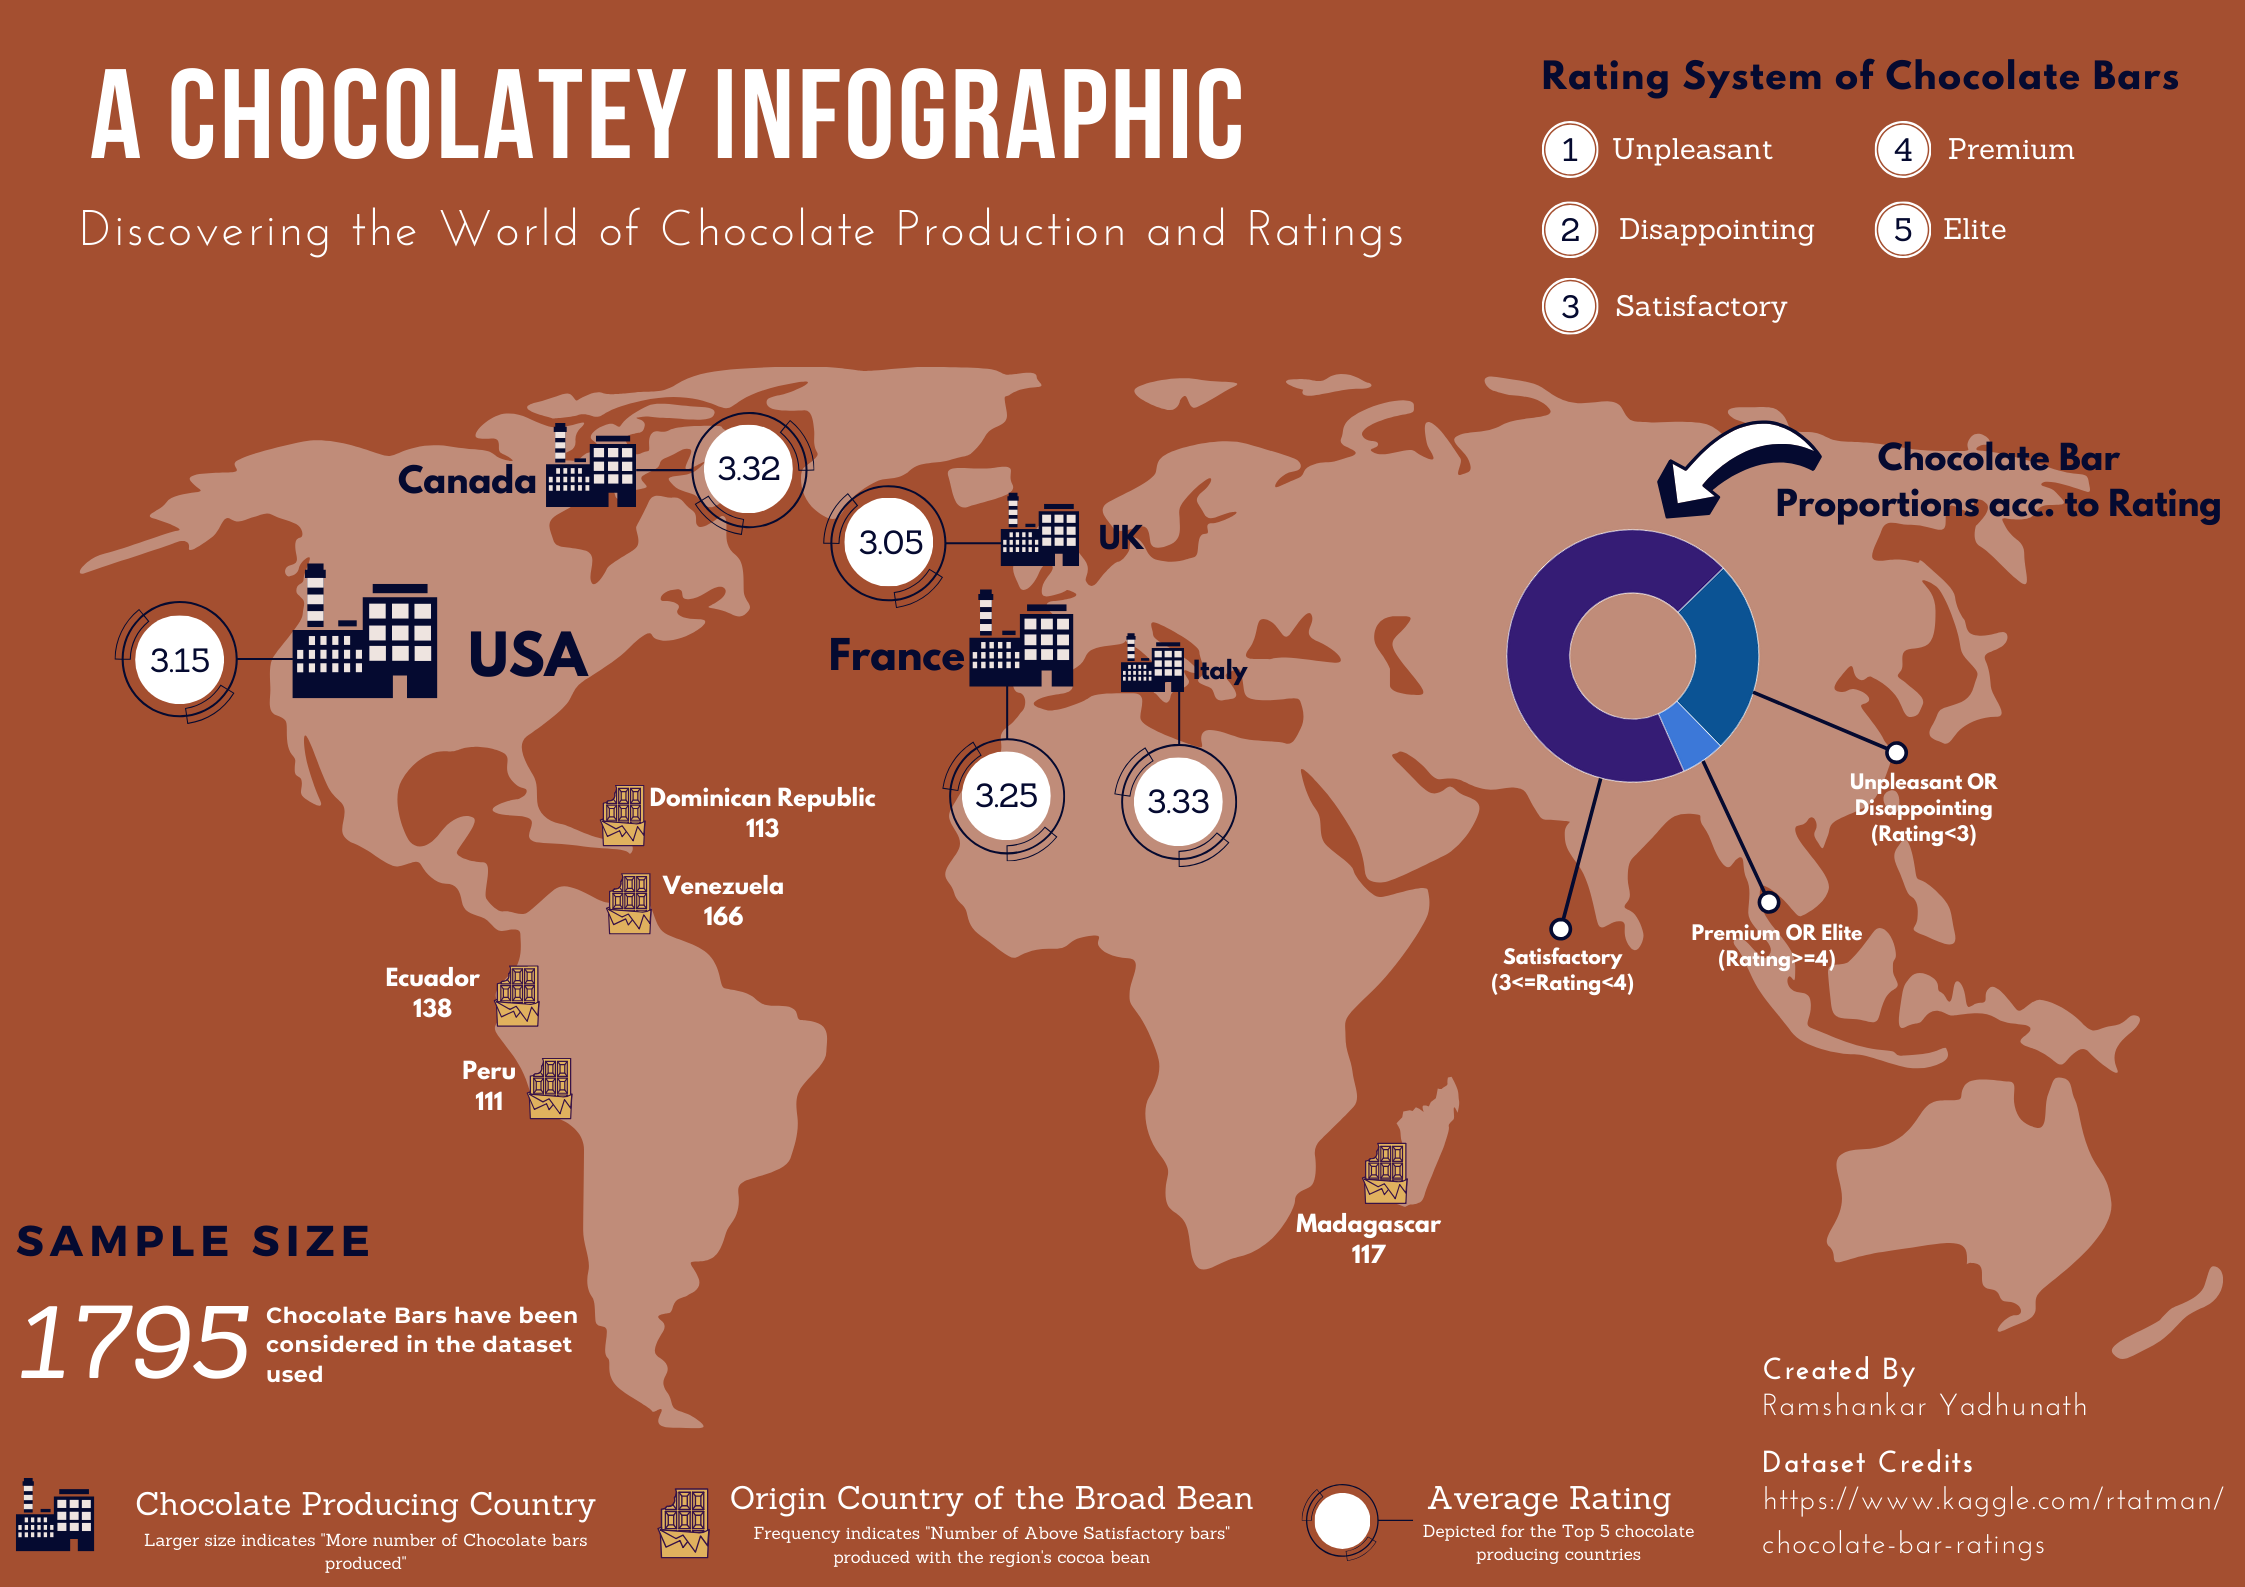 A CHOCOLATEY INFOGRAPHIC
Discovering the World of Chocolate Production and Ratings
Rating System of Chocolate Bars
1 Unpleasant
2 Disappointing
3 Satisfactory
4 Premium
5 Elite
Canada
3.32
3.05
UK
3.15
USA
France
Italy
3.25
3.33
Chocolate Bar
Proportions acc. to Rating
Unpleasant OR
Disappointing
(Rating<3)
Premium OR Elite
(Rating>=4)
Satisfactory
(3<=Rating<4)
Dominican Republic
113
Venezuela
166
Ecuador
138
Peru
111
Madagascar
117
SAMPLE SIZE
1795
Chocolate Bars have been
considered in the dataset
used
Created By
Ramshankar Yadhunath
Dataset Credits
https://www.kaggle.com/rtatman/
chocolate-bar-ratings
Chocolate Producing Country
Larger size indicates "More number of Chocolate bars
produced"
Origin Country of the Broad Bean
Frequency indicates "Number of Above Satisfactory bars"
produced with the region's cocoa bean
Average Rating
Depicted for the Top 5 chocolate
producing countries